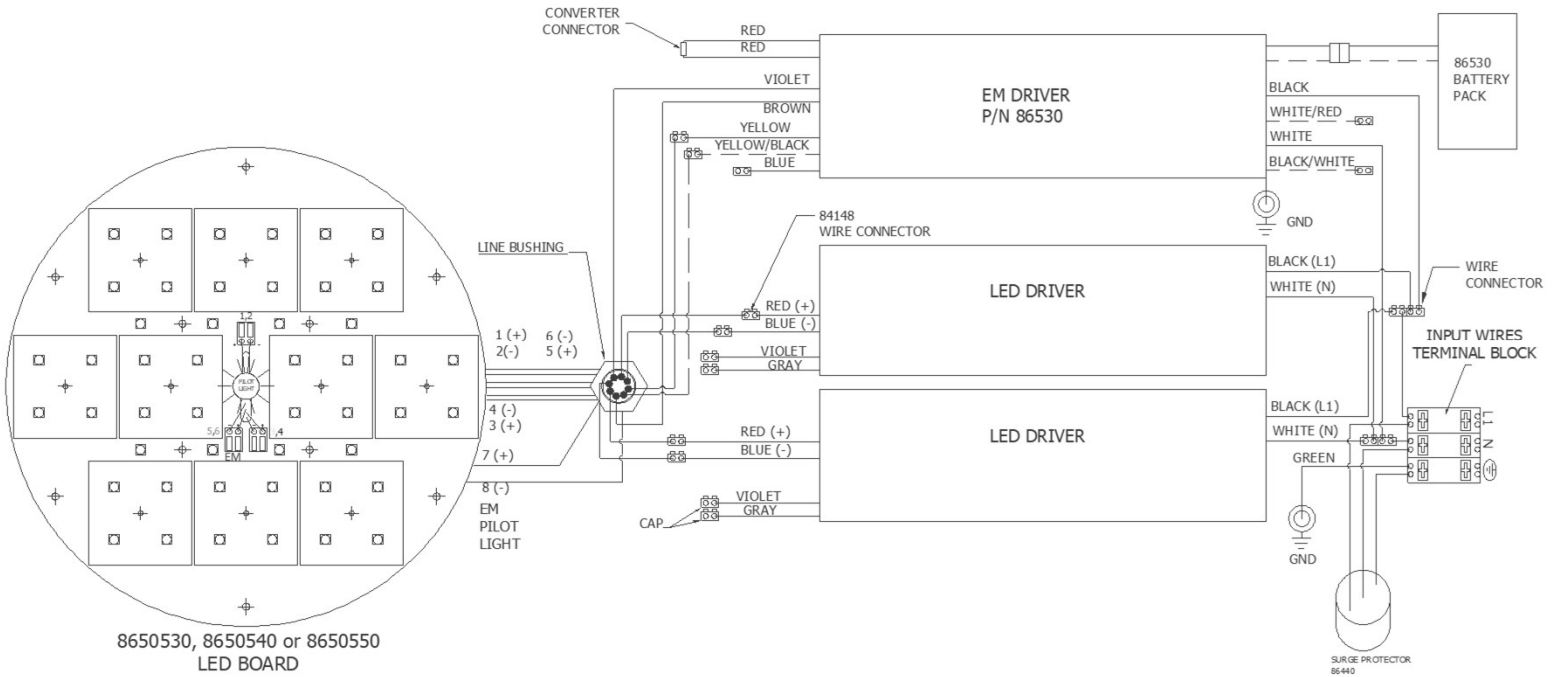 CONVERTER
CONNECTOR
RED
RED
VIOLET
BROWN
YELLOW
YELLOW/BLACK
BLUE
EM DRIVER
P/N 86530
BLACK
WHITE/RED
WHITE
BLACK/WHITE
86530
BATTERY
PACK
GND
84148
WIRE CONNECTOR
LINE BUSHING
RED (+)
BLUE (-)
VIOLET
GRAY
LED DRIVER
BLACK (L1)
WHITE (N)
WIRE
CONNECTOR
INPUT WIRES
TERMINAL BLOCK
L1
N
RED (+)
BLUE (-)
VIOLET
GRAY
CAP
LED DRIVER
BLACK (L1)
WHITE (N)
GREEN
GND
SURGE PROTECTOR
86440
1,2
PILOT
LIGHT
5,6
,4
EM
1 (+)
2(-)
6 (-)
5 (+)
4 (-)
3 (+)
7 (+)
8 (-)
EM
PILOT
LIGHT
8650530, 8650540 or 8650550
LED BOARD